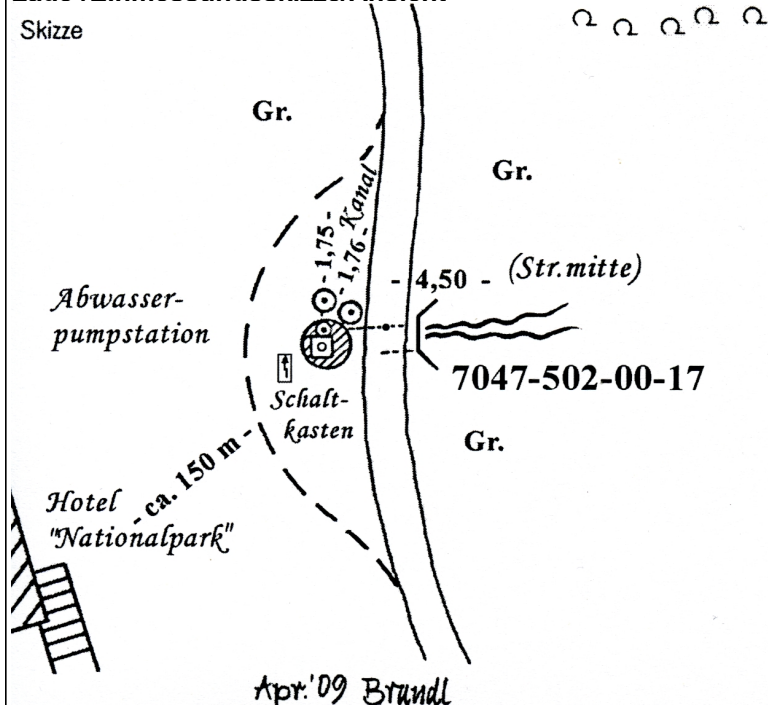 Skizze
Gr.
Gr.
Kanal
- 1,75 -
- 1,76 -
- 4,50 - (Str.mitte)
Abwasser-
pumpstation
7047-502-00-17
Schalt-
kasten
Gr.
- ca. 150 m -
Hotel
"Nationalpark"
Apr.'09 Brandl